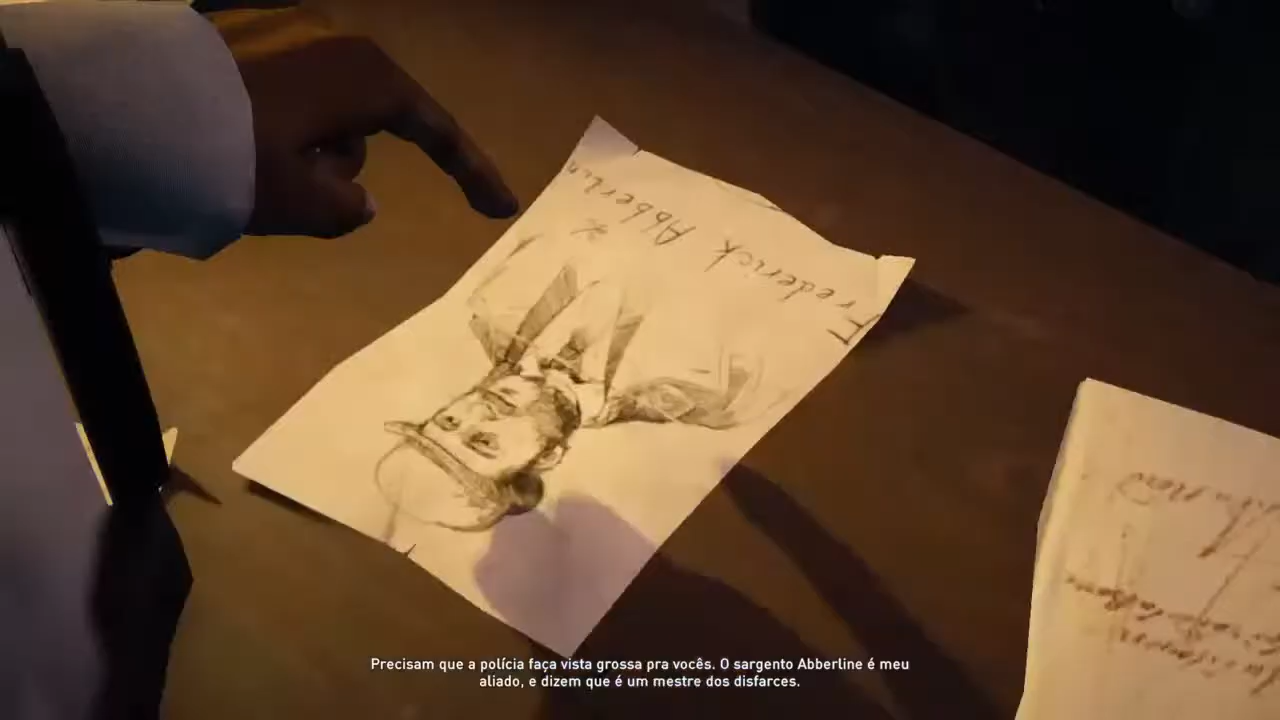 Frederick Abberlin
Precisam que a polícia faça vista grossa pra vocês. O sargento Abberline é meu
aliado, e dizem que é um mestre dos disfarces.